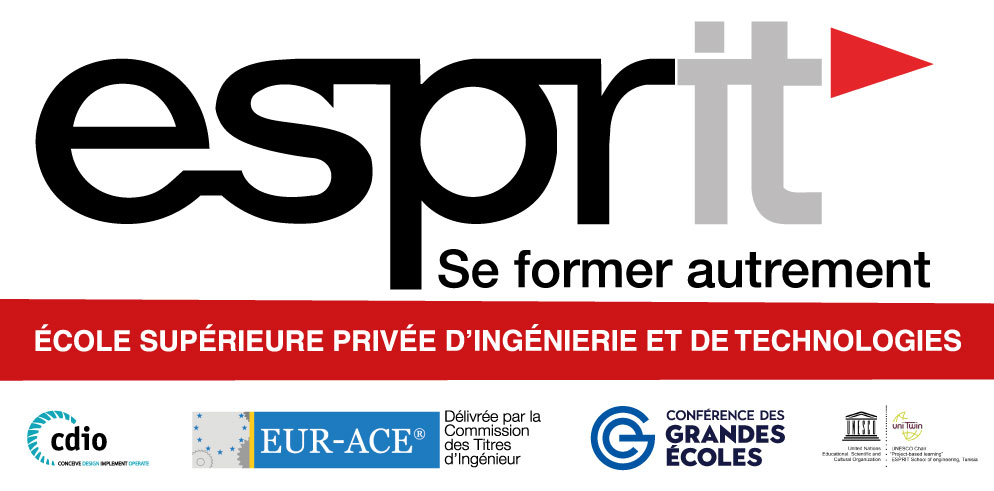 esprit
Se former autrement
ÉCOLE SUPÉRIEURE PRIVÉE D'INGÉNIERIE ET DE TECHNOLOGIES
cdio
CONCEIVE DESIGN IMPLEMENT OPERATE
EUR-ACE®
Délivrée par la
Commission
des Titres
d'Ingénieur
CONFÉRENCE DES
GRANDES
ÉCOLES
UNESCO
United Nations
Educational, Scientific and
Cultural Organization
uni Twin
UNESCO Chair
"Project-based learning"
ESPRIT School of engineering, Tunisia